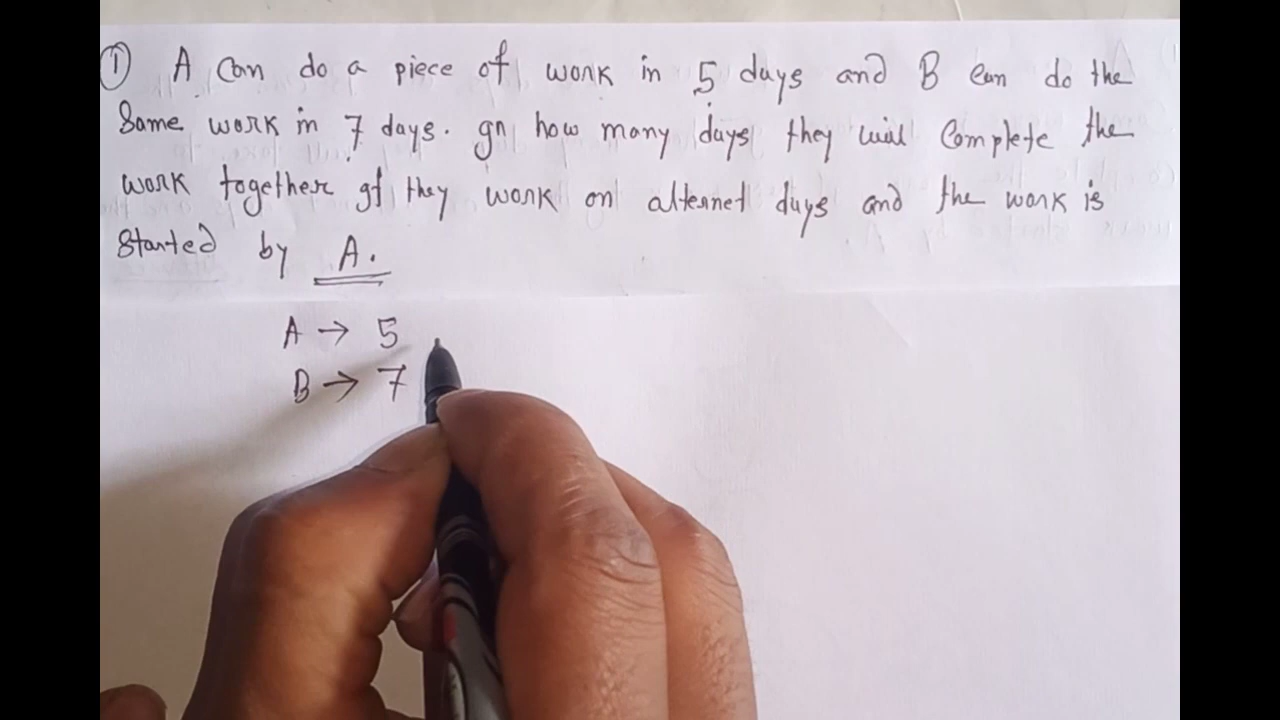 ① A can do a piece of work in 5 days and B can do the
Same work in 7 days. gn how many days they will Complete the
work together gf they work on alternet days and the work is
Started by A.
A → 5
B → 7